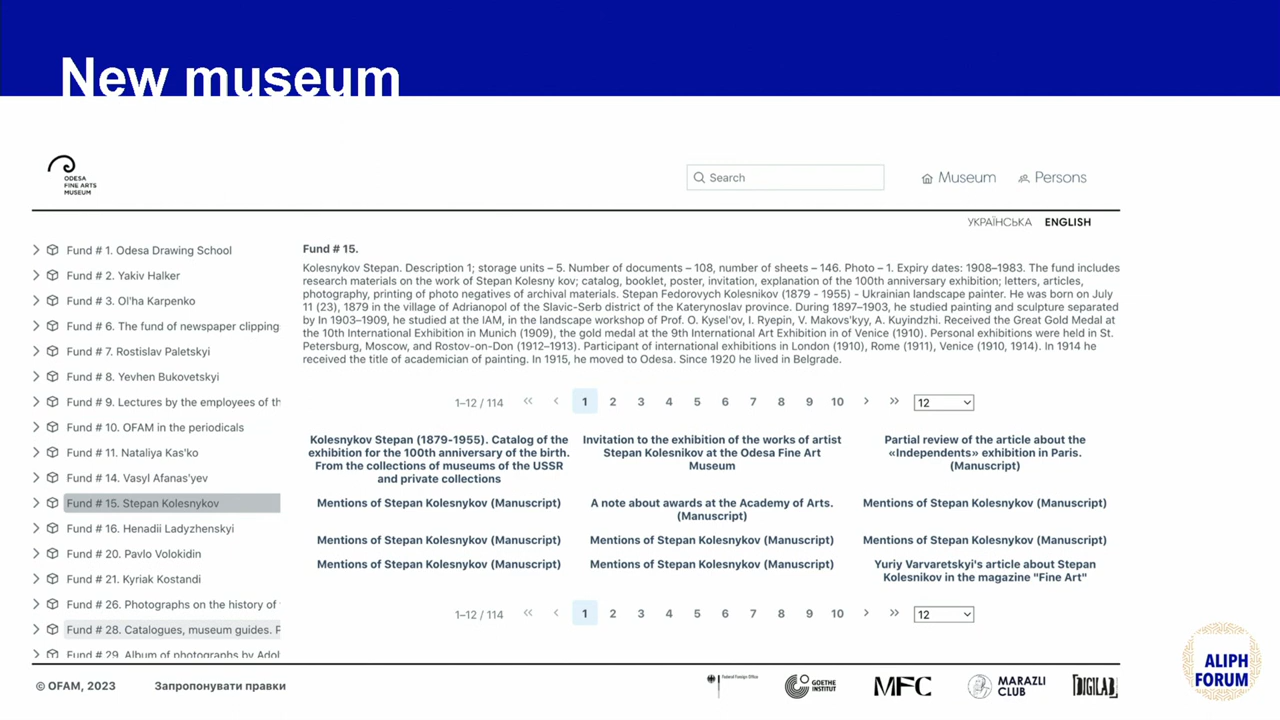 New museum
ODESA
FINE ARTS
MUSEUM
Search
Museum
Persons
УКРАЇНСЬКА ENGLISH
Fund # 1. Odesa Drawing School
Fund # 2. Yakiv Halker
Fund # 3. Ol'ha Karpenko
Fund # 6. The fund of newspaper clipping
Fund # 7. Rostislav Paletskyi
Fund # 8. Yevhen Bukovetskyi
Fund # 9. Lectures by the employees of th
Fund # 10. OFAM in the periodicals
Fund # 11. Nataliya Kas'ko
Fund # 14. Vasyl Afanas'yev
Fund # 15. Stepan Kolesnykov
Fund # 16. Henadii Ladyzhenskyi
Fund # 20. Pavlo Volokidin
Fund # 21. Kyriak Kostandi
Fund # 26. Photographs on the history of
Fund # 28. Catalogues, museum guides. P
Fund # 29. Album of photographs by Adol
Fund # 15.
Kolesnykov Stepan. Description 1; storage units – 5. Number of documents – 108, number of sheets – 146. Photo – 1. Expiry dates: 1908–1983. The fund includes
research materials on the work of Stepan Kolesny kov; catalog, booklet, poster, invitation, explanation of the 100th anniversary exhibition; letters, articles,
photography, printing of photo negatives of archival materials. Stepan Fedorovych Kolesnikov (1879 - 1955) - Ukrainian landscape painter. He was born on July
11 (23), 1879 in the village of Adrianopol of the Slavic-Serb district of the Katerynoslav province. During 1897–1903, he studied painting and sculpture separated
by In 1903–1909, he studied at the IAM, in the landscape workshop of Prof. O. Kysel'ov, I. Ryepin, V. Makovs'kyy, A. Kuyindzhi. Received the Great Gold Medal at
the 10th International Exhibition in Munich (1909), the gold medal at the 9th International Art Exhibition in of Venice (1910). Personal exhibitions were held in St.
Petersburg, Moscow, and Rostov-on-Don (1912–1913). Participant of international exhibitions in London (1910), Rome (1911), Venice (1910, 1914). In 1914 he
received the title of academician of painting. In 1915, he moved to Odesa. Since 1920 he lived in Belgrade.
1–12 / 114 « ‹ 1 2 3 4 5 6 7 8 9 10 › » 12
Kolesnykov Stepan (1879-1955). Catalog of the
exhibition for the 100th anniversary of the birth.
From the collections of museums of the USSR
and private collections
Invitation to the exhibition of the works of artist
Stepan Kolesnikov at the Odesa Fine Art
Museum
Partial review of the article about the
«Independents» exhibition in Paris.
(Manuscript)
Mentions of Stepan Kolesnykov (Manuscript)
A note about awards at the Academy of Arts.
(Manuscript)
Mentions of Stepan Kolesnykov (Manuscript)
Mentions of Stepan Kolesnykov (Manuscript)
Mentions of Stepan Kolesnykov (Manuscript)
Mentions of Stepan Kolesnykov (Manuscript)
Mentions of Stepan Kolesnykov (Manuscript)
Mentions of Stepan Kolesnykov (Manuscript)
Yuriy Varvaretskyi's article about Stepan
Kolesnikov in the magazine "Fine Art"
1–12 / 114 « ‹ 1 2 3 4 5 6 7 8 9 10 › » 12
© OFAM, 2023
Запропонувати правки
Federal Foreign Office
GOETHE
INSTITUT
MFC
MARAZLI
CLUB
DIGILAB
ALIPH
FORUM